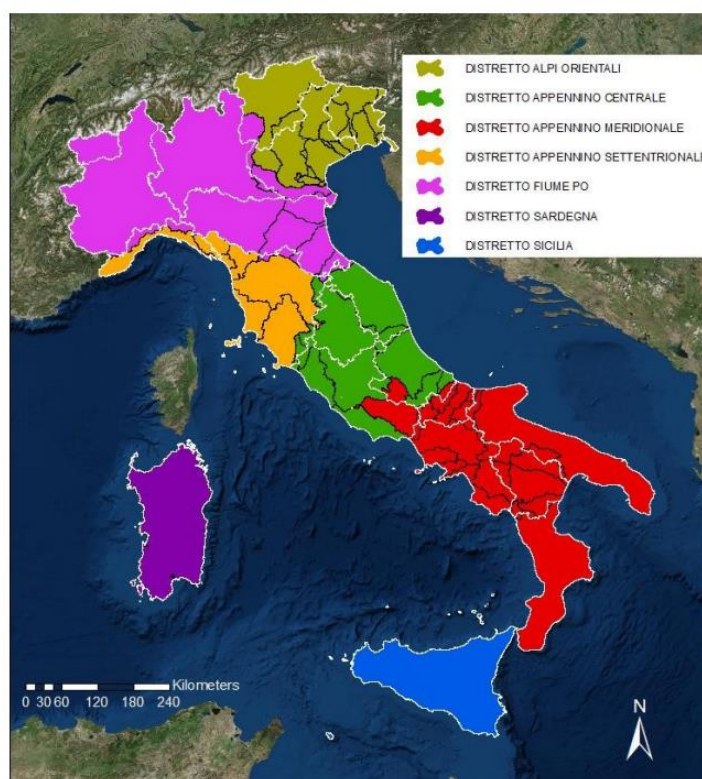 DISTRETTO ALPI ORIENTALI
DISTRETTO APPENNINO CENTRALE
DISTRETTO APPENNINO MERIDIONALE
DISTRETTO APPENNINO SETTENTRIONALE
DISTRETTO FIUME PO
DISTRETTO SARDEGNA
DISTRETTO SICILIA
Kilometers
0 30 60 120 180 240
N